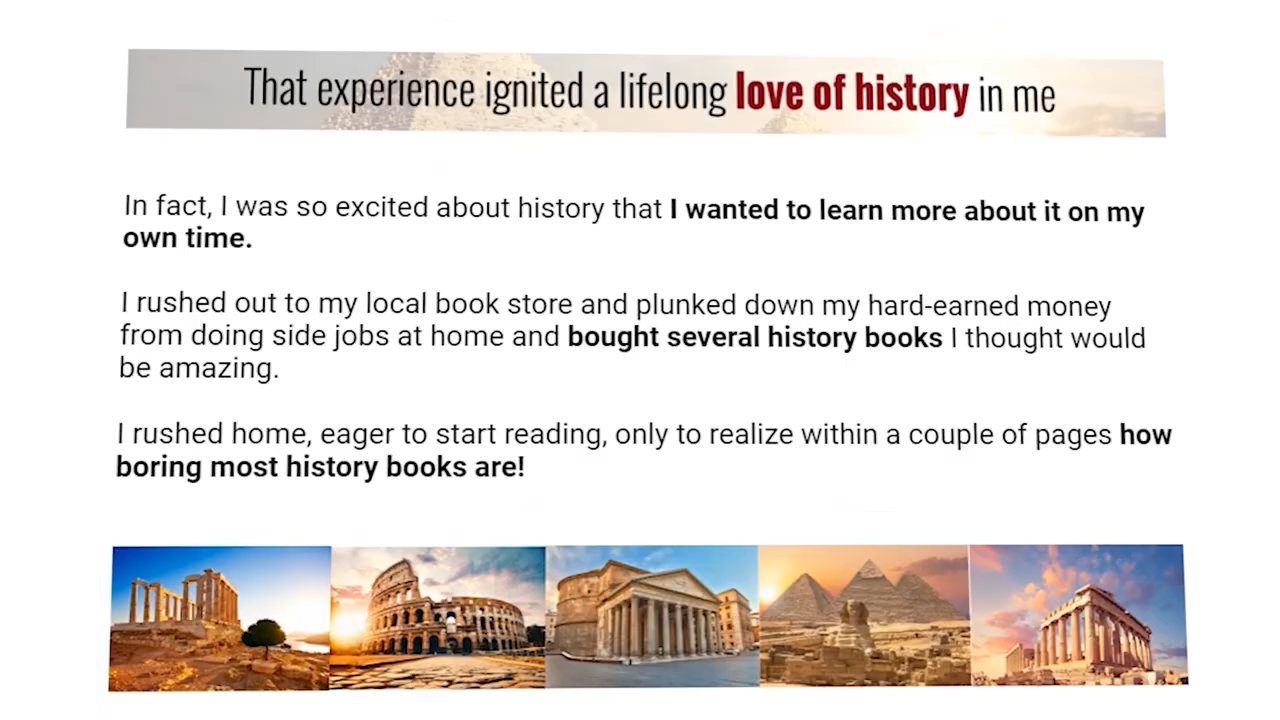 That experience ignited a lifelong love of history in me
In fact, I was so excited about history that I wanted to learn more about it on my
own time.
I rushed out to my local book store and plunked down my hard-earned money
from doing side jobs at home and bought several history books I thought would
be amazing.
I rushed home, eager to start reading, only to realize within a couple of pages how
boring most history books are!